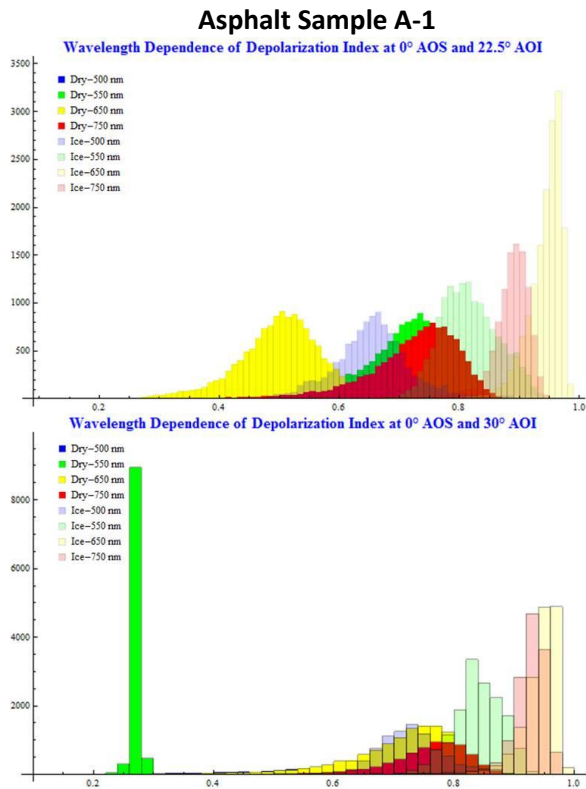 Asphalt Sample A-1
Wavelength Dependence of Depolarization Index at 0° AOS and 22.5° AOI
3500
3000
2500
2000
1500
1000
500
Dry−500 nm
Dry−550 nm
Dry−650 nm
Dry−750 nm
Ice−500 nm
Ice−550 nm
Ice−650 nm
Ice−750 nm
0.2 0.4 0.6 0.8 1.0
Wavelength Dependence of Depolarization Index at 0° AOS and 30° AOI
8000
6000
4000
2000
0
Dry−500 nm
Dry−550 nm
Dry−650 nm
Dry−750 nm
Ice−500 nm
Ice−550 nm
Ice−650 nm
Ice−750 nm
0.2 0.4 0.6 0.8 1.0